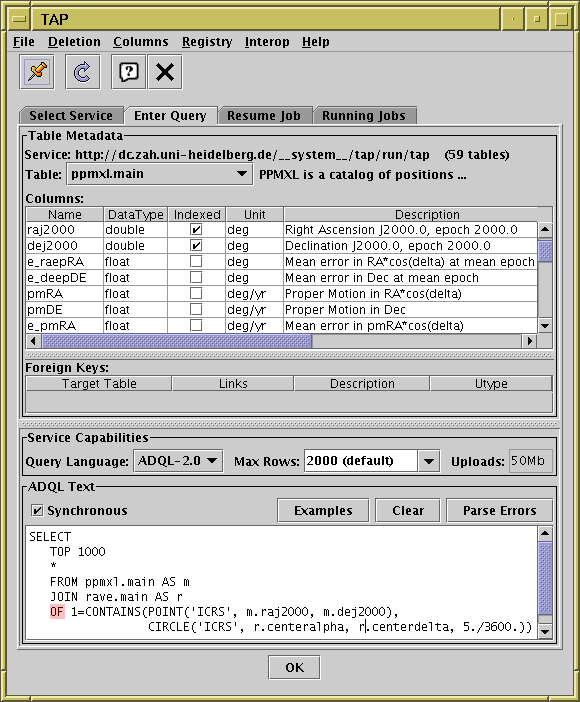 TAP
File Deletion Columns Registry Interop Help
Select Service Enter Query Resume Job Running Jobs
Table Metadata
Service: http://dc.zah.uni-heidelberg.de/__system__/tap/run/tap (59 tables)
Table: ppmxl.main PPMXL is a catalog of positions ...
Columns:
Name DataType Indexed Unit Description
raj2000 double deg Right Ascension J2000.0, epoch 2000.0
dej2000 double deg Declination J2000.0, epoch 2000.0
e_raepRA float deg Mean error in RA*cos(delta) at mean epoch
e_deepDE float deg Mean error in Dec at mean epoch
pmRA float deg/yr Proper Motion in RA*cos(delta)
pmDE float deg/yr Proper Motion in Dec
e_pmRA float deg/yr Mean error in pmRA*cos(delta)
Foreign Keys:
Target Table Links Description Utype
Service Capabilities
Query Language: ADQL-2.0 Max Rows: 2000 (default) Uploads: 50Mb
ADQL Text
Synchronous Examples Clear Parse Errors
SELECT
TOP 1000
*
FROM ppmxl.main AS m
JOIN rave.main AS r
OF 1=CONTAINS(POINT('ICRS', m.raj2000, m.dej2000),
CIRCLE('ICRS', r.centeralpha, r.centerdelta, 5./3600.))
OK